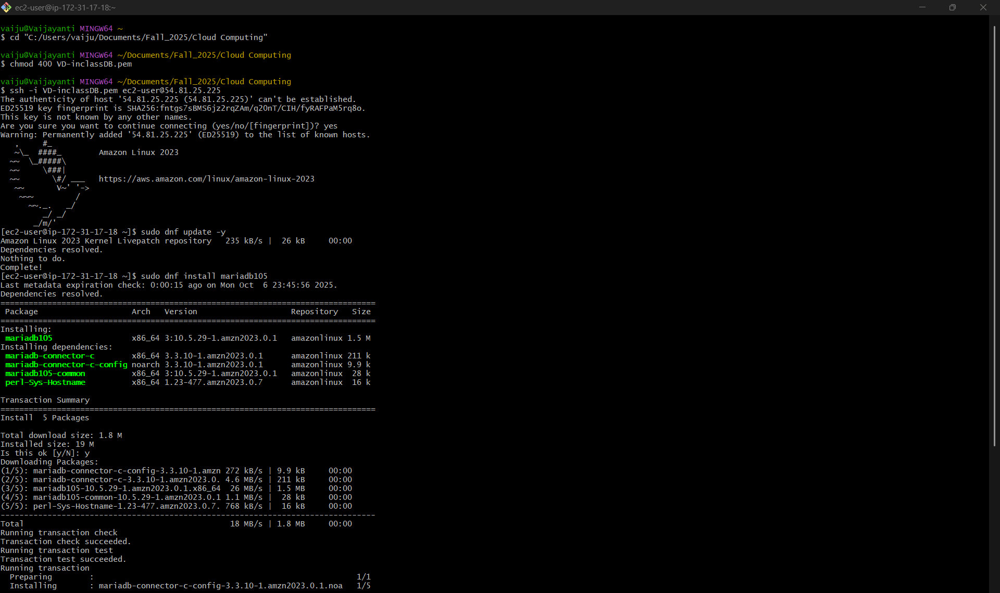 ec2-user@ip-172-31-17-18:~
vaiju@Vaijayanti MINGW64 ~
$ cd "C:/Users/vaiju/Documents/Fall_2025/Cloud Computing"
vaiju@Vaijayanti MINGW64 ~/Documents/Fall_2025/Cloud Computing
$ chmod 400 VD-inclassDB.pem
vaiju@Vaijayanti MINGW64 ~/Documents/Fall_2025/Cloud Computing
$ ssh -i VD-inclassDB.pem ec2-user@54.81.25.225
The authenticity of host '54.81.25.225 (54.81.25.225)' can't be established.
ED25519 key fingerprint is SHA256:fntgs7sBMS6jz2rqZAm/q2OnT/CIH/fyRAFPaM5rq8o.
This key is not known by any other names.
Are you sure you want to continue connecting (yes/no/[fingerprint])? yes
Warning: Permanently added '54.81.25.225' (ED25519) to the list of known hosts.
   ,     #_
   ~\_  ####_        Amazon Linux 2023
  ~~  \_#####\
  ~~     \###|
  ~~       \#/ ___   https://aws.amazon.com/linux/amazon-linux-2023
   ~~       V~' '->
    ~~~         /
      ~~._.   _/
         _/ _/
       _/m/'
[ec2-user@ip-172-31-17-18 ~]$ sudo dnf update -y
Amazon Linux 2023 Kernel Livepatch repository   235 kB/s |  26 kB     00:00
Dependencies resolved.
Nothing to do.
Complete!
[ec2-user@ip-172-31-17-18 ~]$ sudo dnf install mariadb105
Last metadata expiration check: 0:00:15 ago on Mon Oct  6 23:45:56 2025.
Dependencies resolved.
================================================================================
 Package                    Arch   Version                    Repository   Size
================================================================================
Installing:
 mariadb105                 x86_64 3:10.5.29-1.amzn2023.0.1   amazonlinux 1.5 M
Installing dependencies:
 mariadb-connector-c        x86_64 3.3.10-1.amzn2023.0.1      amazonlinux 211 k
 mariadb-connector-c-config noarch 3.3.10-1.amzn2023.0.1      amazonlinux 9.9 k
 mariadb105-common          x86_64 3:10.5.29-1.amzn2023.0.1   amazonlinux  28 k
 perl-Sys-Hostname          x86_64 1.23-477.amzn2023.0.7      amazonlinux  16 k
Transaction Summary
================================================================================
Install  5 Packages
Total download size: 1.8 M
Installed size: 19 M
Is this ok [y/N]: y
Downloading Packages:
(1/5): mariadb-connector-c-config-3.3.10-1.amzn 272 kB/s | 9.9 kB     00:00
(2/5): mariadb-connector-c-3.3.10-1.amzn2023.0. 4.6 MB/s | 211 kB     00:00
(3/5): mariadb105-10.5.29-1.amzn2023.0.1.x86_64  26 MB/s | 1.5 MB     00:00
(4/5): mariadb105-common-10.5.29-1.amzn2023.0.1 1.1 MB/s |  28 kB     00:00
(5/5): perl-Sys-Hostname-1.23-477.amzn2023.0.7. 768 kB/s |  16 kB     00:00
--------------------------------------------------------------------------------
Total                                            18 MB/s | 1.8 MB     00:00
Running transaction check
Transaction check succeeded.
Running transaction test
Transaction test succeeded.
Running transaction
  Preparing        :                                                        1/1
  Installing       : mariadb-connector-c-config-3.3.10-1.amzn2023.0.1.noa   1/5